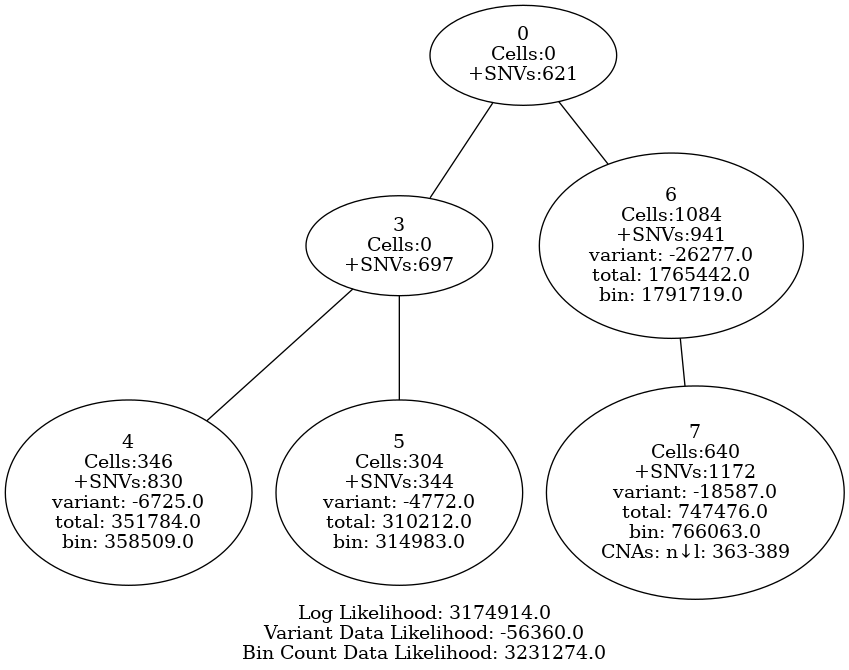 0
Cells:0
+SNVs:621
3
Cells:0
+SNVs:697
6
Cells:1084
+SNVs:941
variant: -26277.0
total: 1765442.0
bin: 1791719.0
4
Cells:346
+SNVs:830
variant: -6725.0
total: 351784.0
bin: 358509.0
5
Cells:304
+SNVs:344
variant: -4772.0
total: 310212.0
bin: 314983.0
7
Cells:640
+SNVs:1172
variant: -18587.0
total: 747476.0
bin: 766063.0
CNAs: n↓l: 363-389
Log Likelihood: 3174914.0
Variant Data Likelihood: -56360.0
Bin Count Data Likelihood: 3231274.0